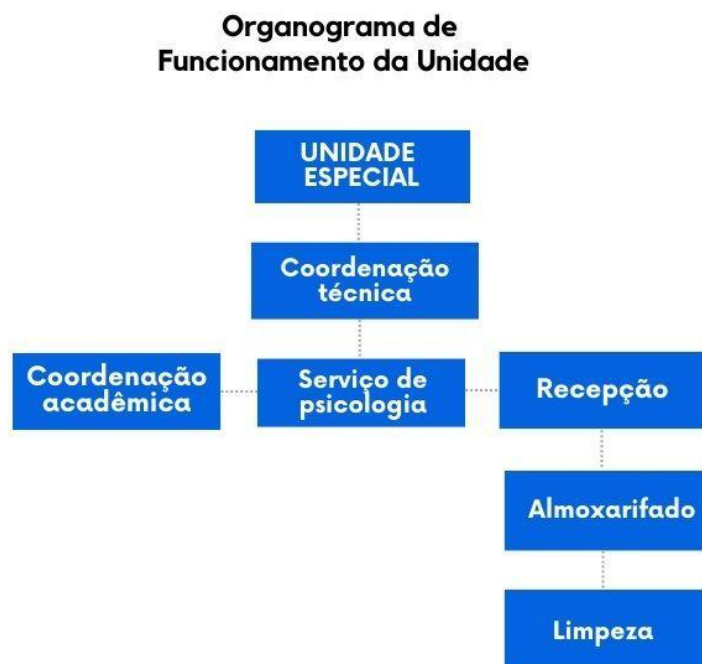 Organograma de
Funcionamento da Unidade
UNIDADE
ESPECIAL
Coordenação
técnica
Coordenação
acadêmica
Serviço de
psicologia
Recepção
Almoxarifado
Limpeza